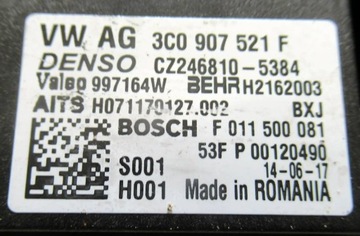 VW AG 3C0 907 521 F
DENSO CZ246810-5384
Valeo 997164W BEHR H2162003
AITS H071170127.002 BXJ
BOSCH F 011 500 081
53F P 00120490
S001 14-06-17
H001 Made in ROMANIA